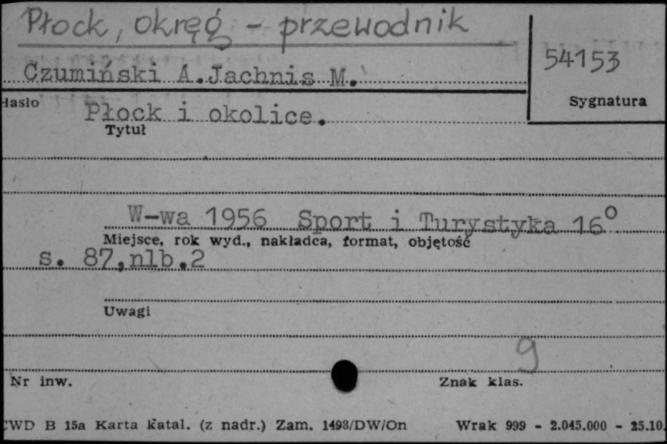 Płock, okręg - przewodnik
54153
Czumiński A.Jachnis M.
Hasło
Sygnatura
Płock i okolice.
Tytuł
W-wa 1956 Sport i Turystyka 16°
Miejsce, rok wyd., nakładca, format, objętość
s. 87,nlb.2
Uwagi
9
Nr inw.
Znak klas.
CWD B 15a Karta katal. (z nadr.) Zam. 1493/DW/On Wrak 999 - 2.045.000 - 25.10.